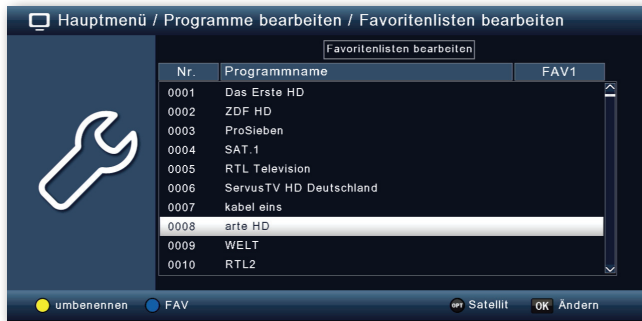 Hauptmenü / Programme bearbeiten / Favoritenlisten bearbeiten
Favoritenlisten bearbeiten
Nr. Programmname FAV1
0001 Das Erste HD
0002 ZDF HD
0003 ProSieben
0004 SAT.1
0005 RTL Television
0006 ServusTV HD Deutschland
0007 kabel eins
0008 arte HD
0009 WELT
0010 RTL2
umbenennen FAV OPT Satellit OK Ändern